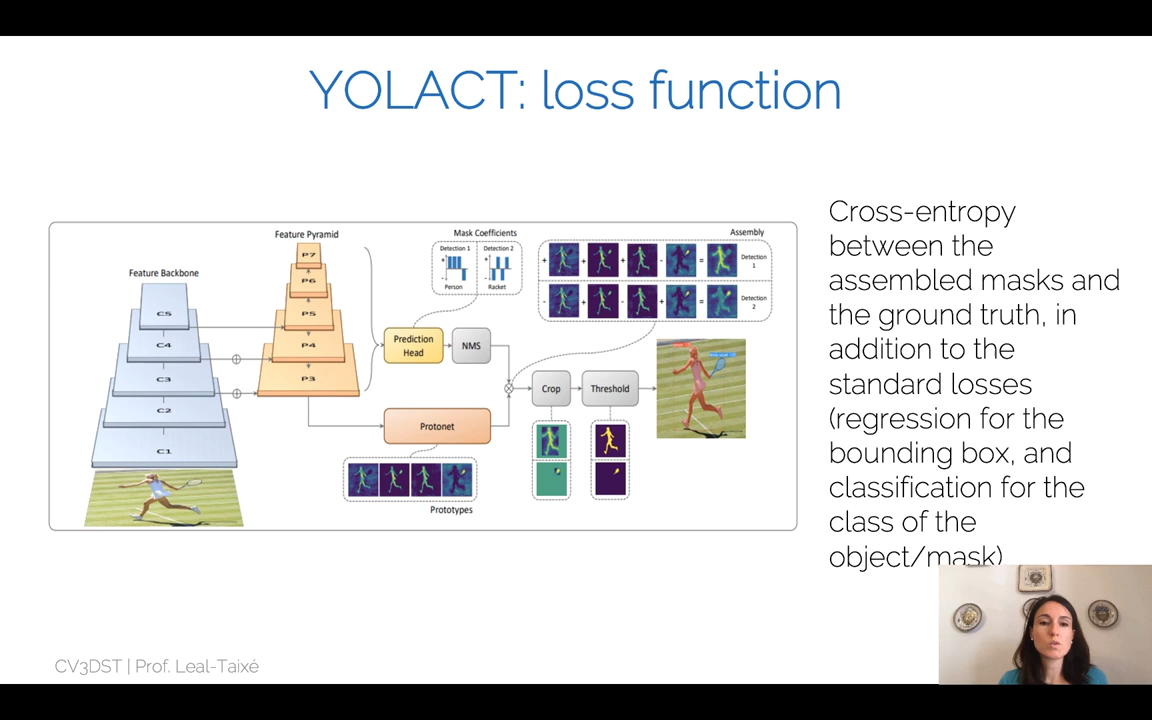 YOLACT: loss function
Feature Backbone
C5
C4
C3
C2
C1
Feature Pyramid
P7
P6
P5
P4
P3
Mask Coefficients
Detection 1
Detection 2
+
-
Person
+
-
Racket
Prediction
Head
NMS
Protonet
Prototypes
Assembly
+ + + - = Detection
1
- + - + = Detection
2
Crop
Threshold
Cross-entropy
between the
assembled masks and
the ground truth, in
addition to the
standard losses
(regression for the
bounding box, and
classification for the
class of the
object/mask)
CV3DST | Prof. Leal-Taixé